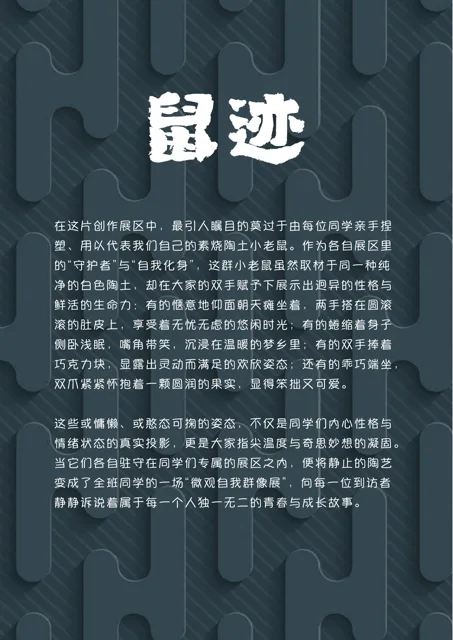 鼠迹
在这片创作展区中，最引人瞩目的莫过于由每位同学亲手捏
塑、用以代表我们自己的素烧陶土小老鼠。作为各自展区里
的“守护者”与“自我化身”，这群小老鼠虽然取材于同一种纯
净的白色陶土，却在大家的双手赋予下展示出迥异的性格与
鲜活的生命力：有的惬意地仰面朝天瘫坐着，两手搭在圆滚
滚的肚皮上，享受着无忧无虑的悠闲时光；有的蜷缩着身子
侧卧浅眠，嘴角带笑，沉浸在温暖的梦乡里；有的双手捧着
巧克力块，显露出灵动而满足的欢欣姿态；还有的乖巧端坐，
双爪紧紧怀抱着一颗圆润的果实，显得笨拙又可爱。
这些或慵懒、或憨态可掬的姿态，不仅是同学们内心性格与
情绪状态的真实投影，更是大家指尖温度与奇思妙想的凝固。
当它们各自驻守在同学们专属的展区之内，便将静止的陶艺
变成了全班同学的一场“微观自我群像展”，向每一位到访者
静静诉说着属于每一个人独一无二的青春与成长故事。